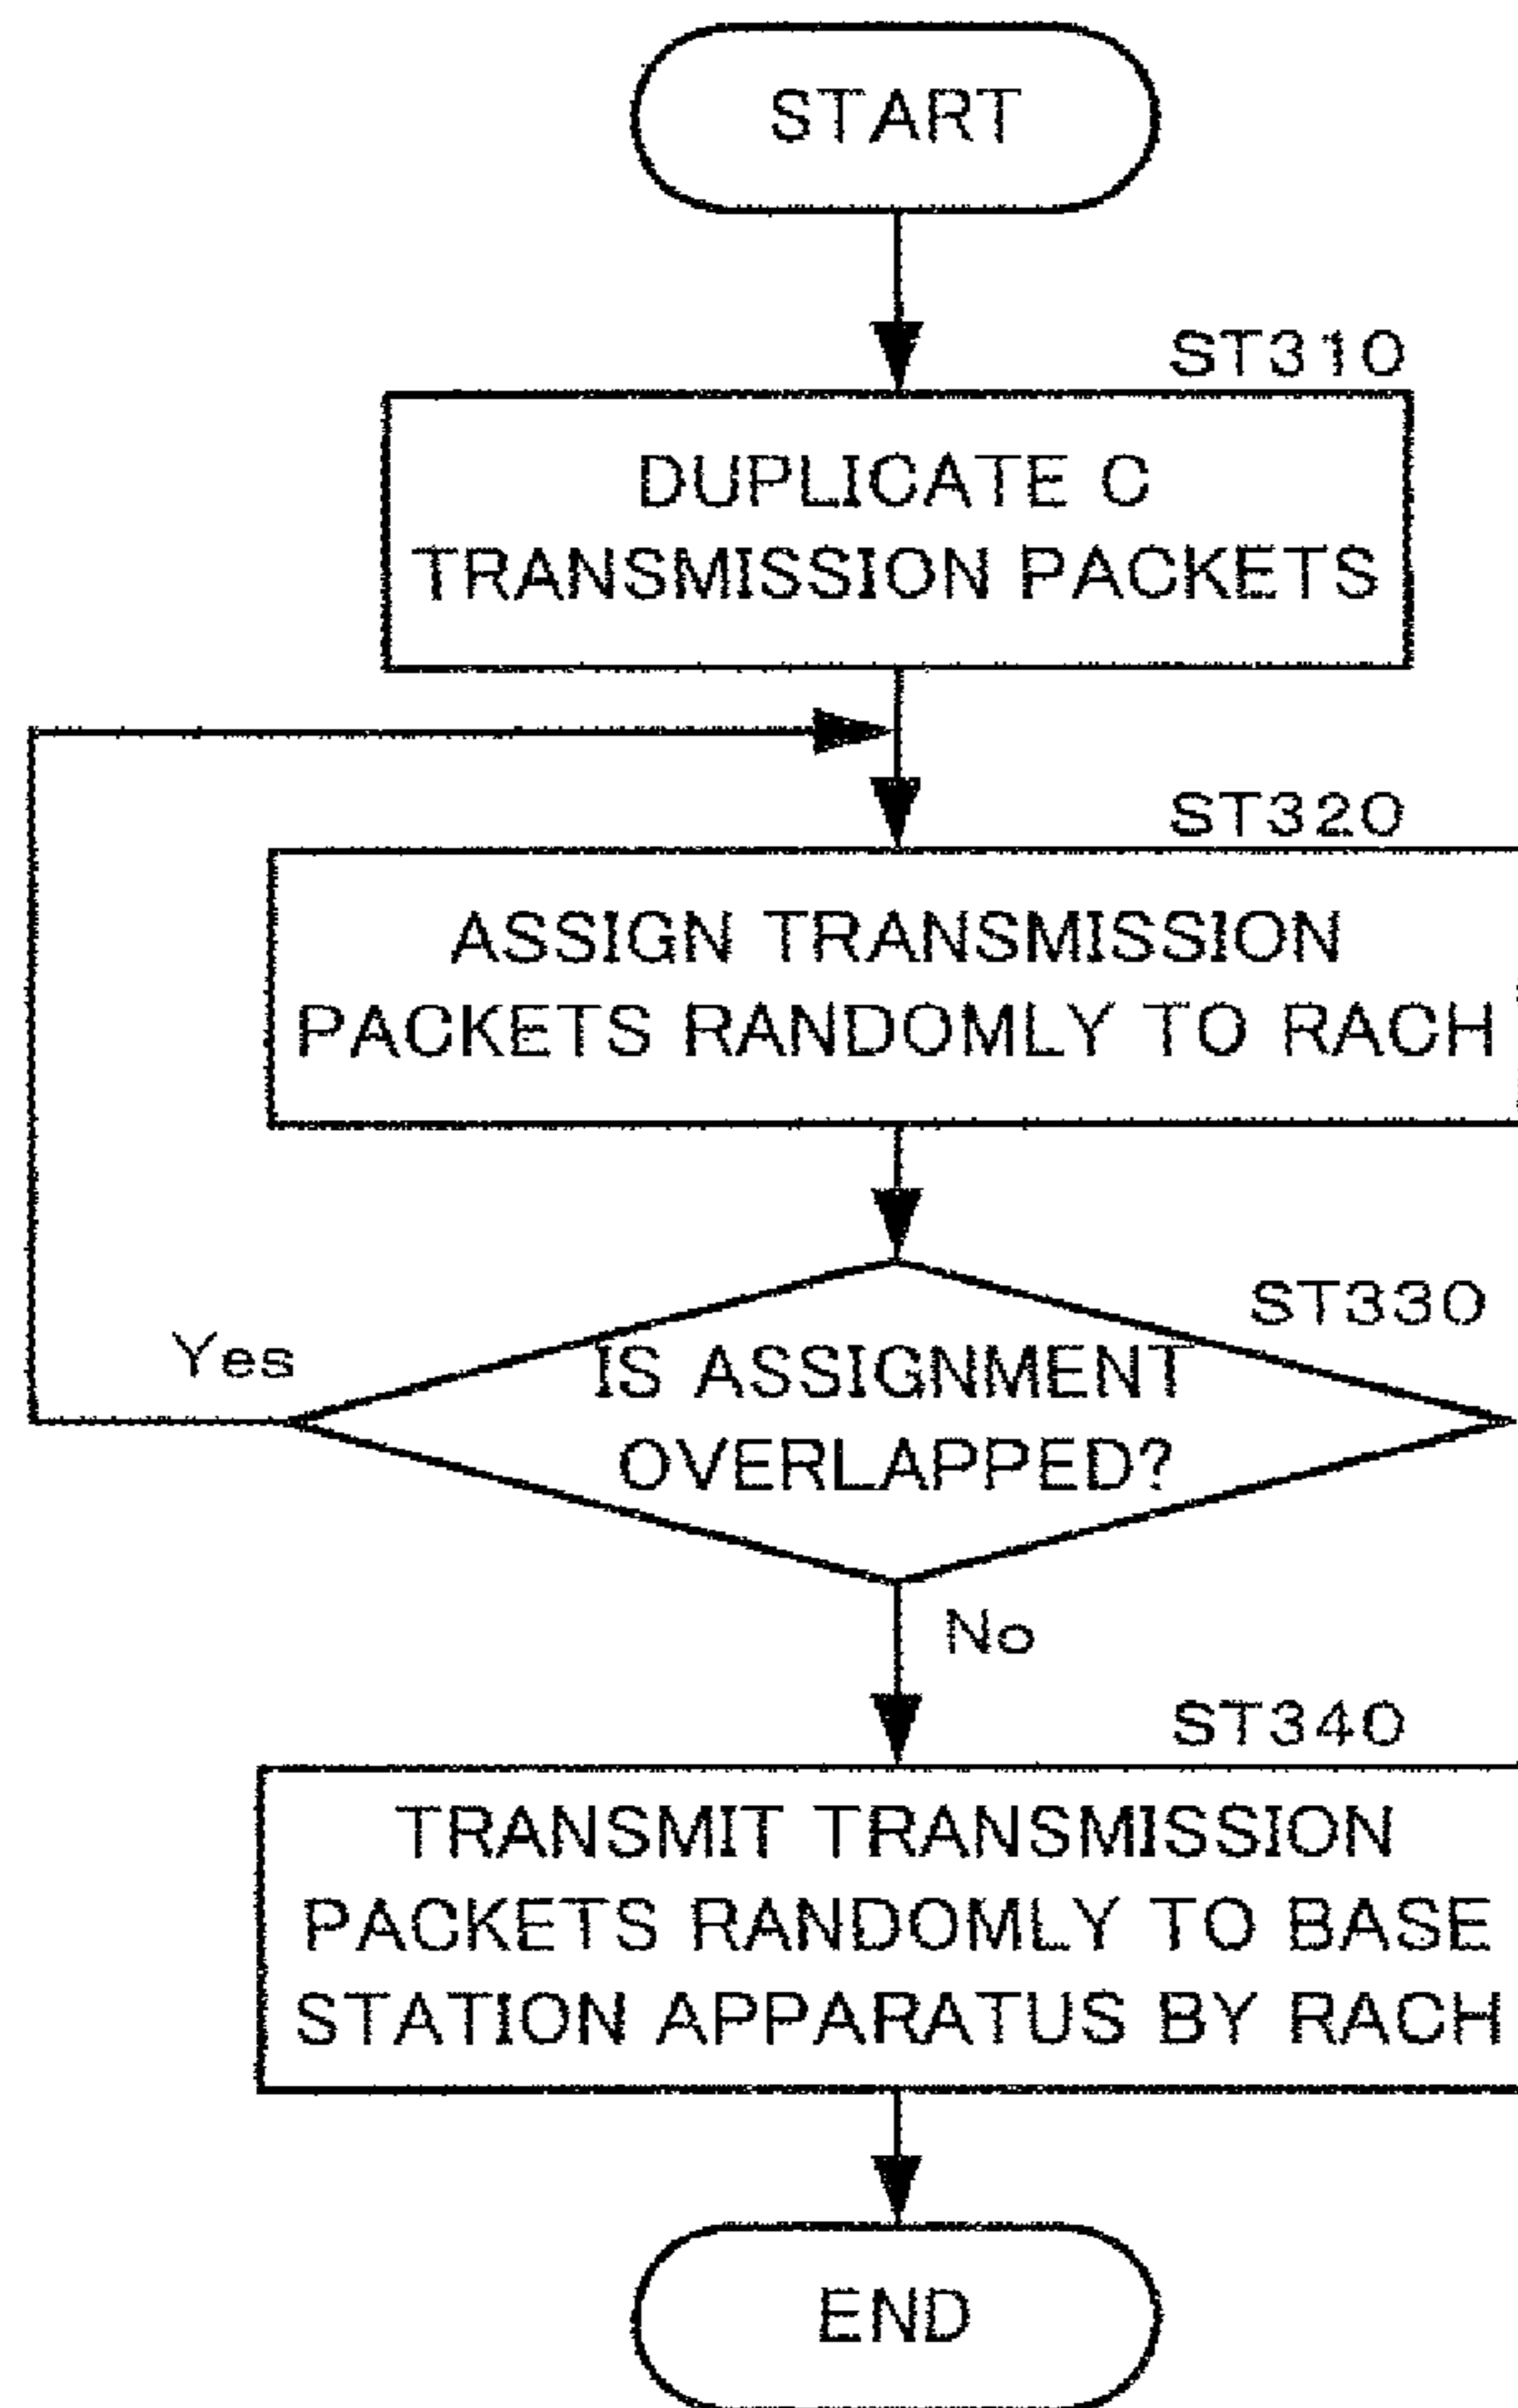 START
ST310
DUPLICATE C
TRANSMISSION PACKETS
ST320
ASSIGN TRANSMISSION
PACKETS RANDOMLY TO RACH
ST330
Yes
IS ASSIGNMENT
OVERLAPPED?
No
ST340
TRANSMIT TRANSMISSION
PACKETS RANDOMLY TO BASE
STATION APPARATUS BY RACH
END